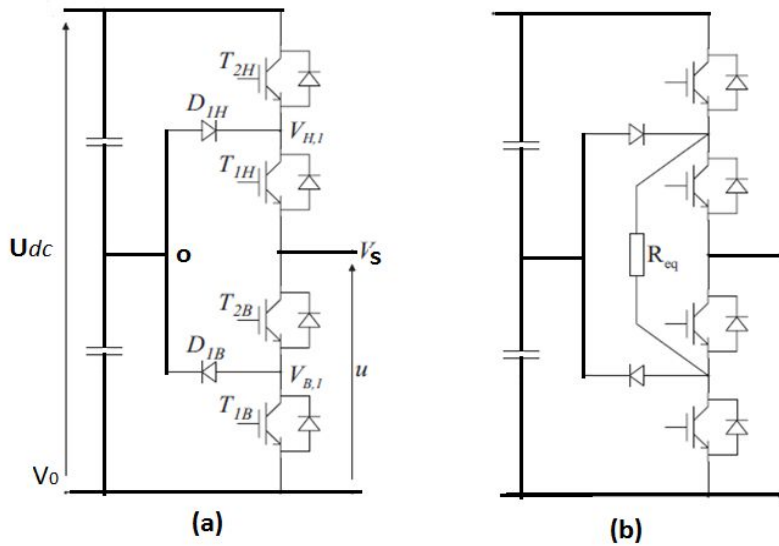 T2H
D1H
VH,1
T1H
Udc
o
Vs
Req
T2B
D1B
VB,1
u
T1B
V0
(a)
(b)